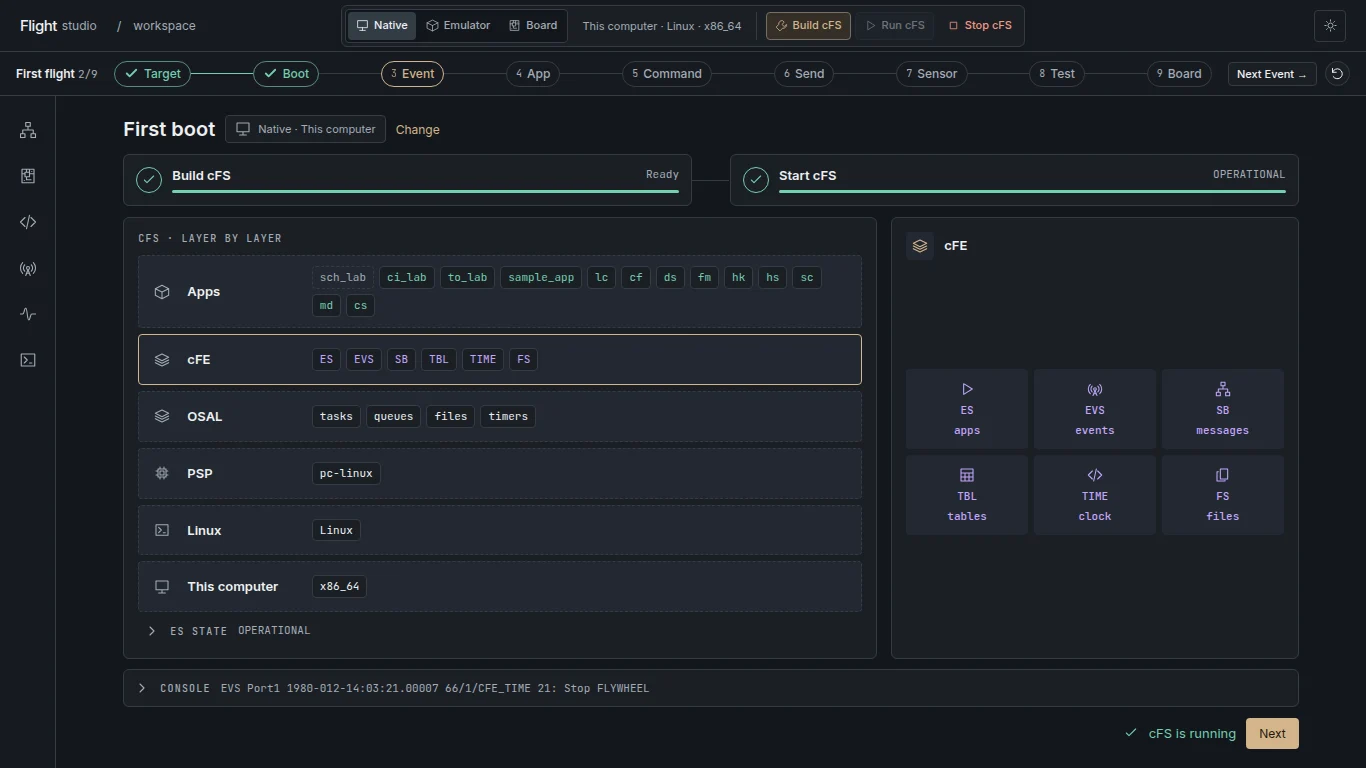 Flight studio / workspace
Native Emulator Board This computer · Linux · x86_64 Build cFS Run cFS Stop cFS
First flight 2/9 Target Boot 3 Event 4 App 5 Command 6 Send 7 Sensor 8 Test 9 Board Next Event →
First boot Native · This computer Change
Build cFS Ready
Start cFS OPERATIONAL
CFS · LAYER BY LAYER
Apps sch_lab ci_lab to_lab sample_app lc cf ds fm hk hs sc
md cs
cFE ES EVS SB TBL TIME FS
OSAL tasks queues files timers
PSP pc-linux
Linux Linux
This computer x86_64
ES STATE OPERATIONAL
cFE
ES EVS SB
apps events messages
TBL TIME FS
tables clock files
CONSOLE EVS Port1 1980-012-14:03:21.00007 66/1/CFE_TIME 21: Stop FLYWHEEL
cFS is running Next